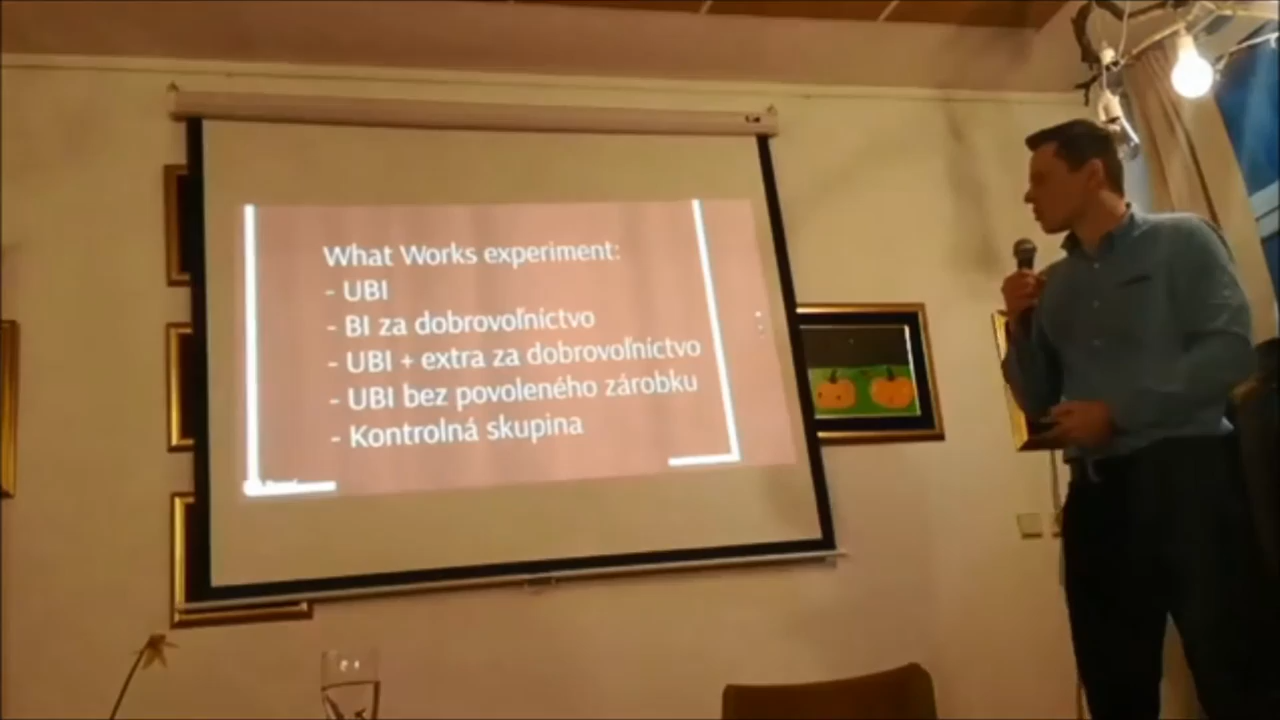 What Works experiment:
- UBI
- BI za dobrovoľníctvo
- UBI + extra za dobrovoľníctvo
- UBI bez povoleného zárobku
- Kontrolná skupina